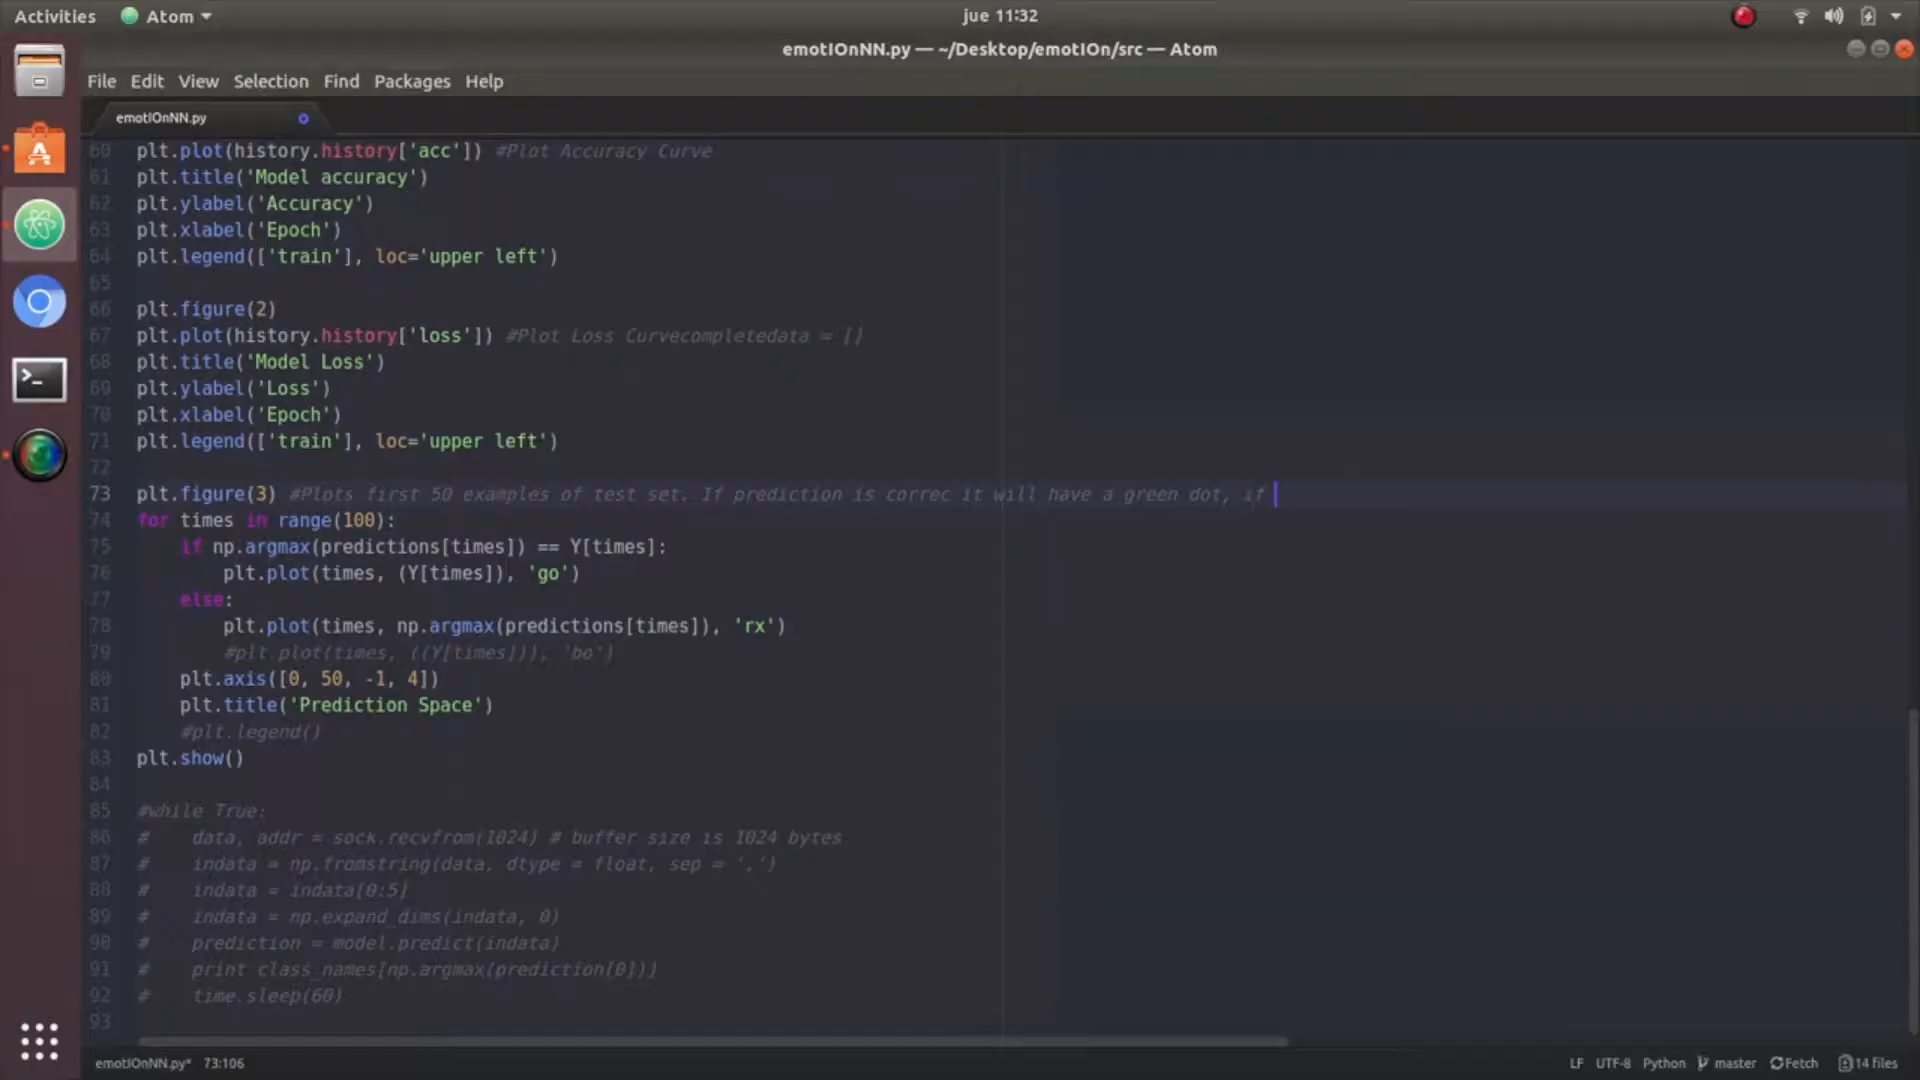 Activities Atom jue 11:32
emotIOnNN.py — ~/Desktop/emotIOn/src — Atom
File Edit View Selection Find Packages Help
emotIOnNN.py
60 plt.plot(history.history['acc']) #Plot Accuracy Curve
61 plt.title('Model accuracy')
62 plt.ylabel('Accuracy')
63 plt.xlabel('Epoch')
64 plt.legend(['train'], loc='upper left')
65
66 plt.figure(2)
67 plt.plot(history.history['loss']) #Plot Loss Curvecompletedata = []
68 plt.title('Model Loss')
69 plt.ylabel('Loss')
70 plt.xlabel('Epoch')
71 plt.legend(['train'], loc='upper left')
72
73 plt.figure(3) #Plots first 50 examples of test set. If prediction is correc it will have a green dot, if
74 for times in range(100):
75 if np.argmax(predictions[times]) == Y[times]:
76 plt.plot(times, (Y[times]), 'go')
77 else:
78 plt.plot(times, np.argmax(predictions[times]), 'rx')
79 #plt.plot(times, ((Y[times])), 'bo')
80 plt.axis([0, 50, -1, 4])
81 plt.title('Prediction Space')
82 #plt.legend()
83 plt.show()
84
85 #while True:
86 # data, addr = sock.recvfrom(1024) # buffer size is 1024 bytes
87 # indata = np.fromstring(data, dtype = float, sep = ',')
88 # indata = indata[0:5]
89 # indata = np.expand_dims(indata, 0)
90 # prediction = model.predict(indata)
91 # print class_names[np.argmax(prediction[0])]
92 # time.sleep(60)
93
emotIOnNN.py* 73:106 LF UTF-8 Python master Fetch 14 files